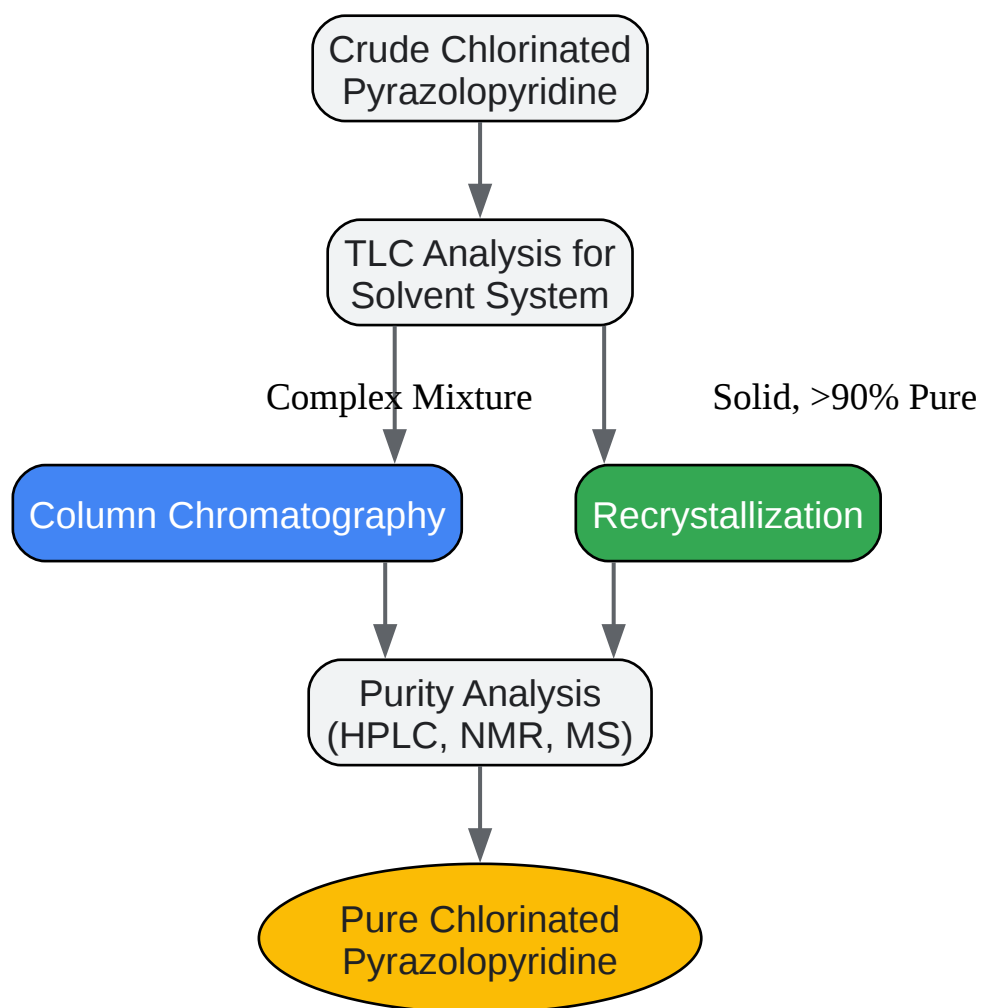 Crude Chlorinated
Pyrazolopyridine
TLC Analysis for
Solvent System
Complex Mixture
Solid, >90% Pure
Column Chromatography
Recrystallization
Purity Analysis
(HPLC, NMR, MS)
Pure Chlorinated
Pyrazolopyridine